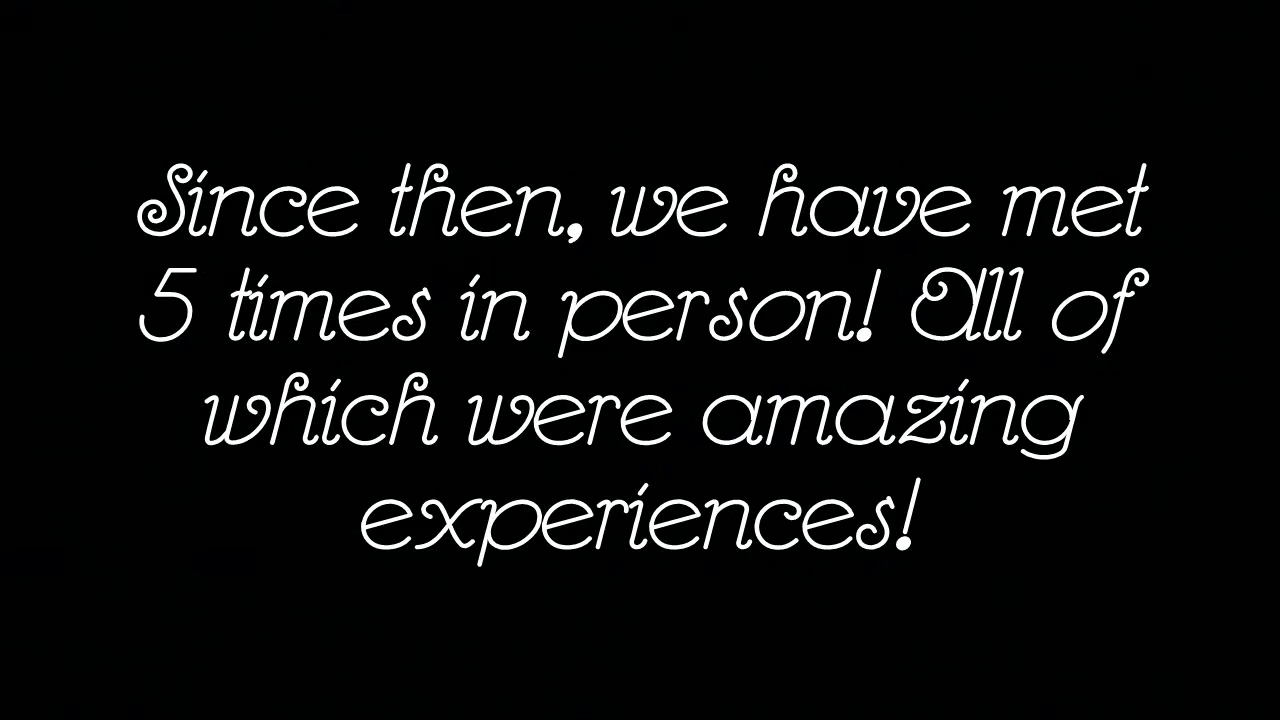 Since then, we have met
5 times in person! All of
which were amazing
experiences!